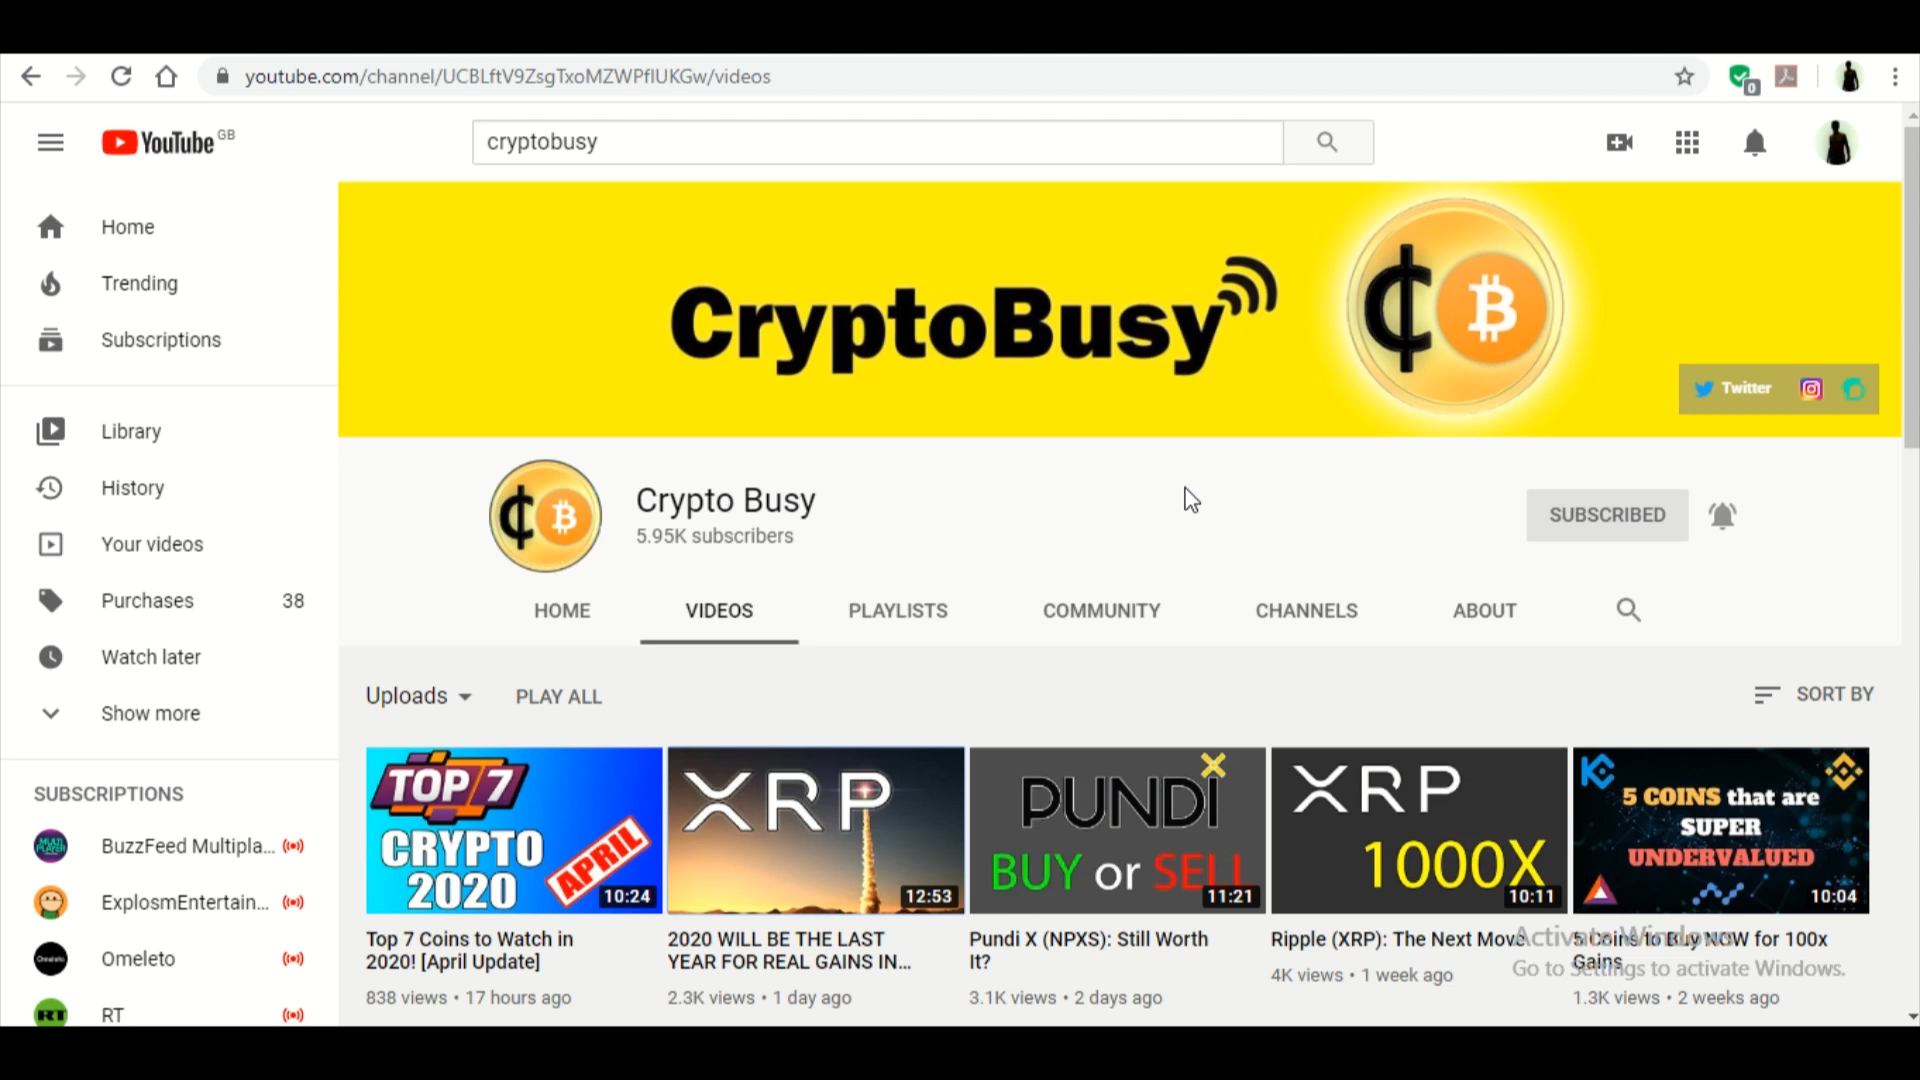 youtube.com/channel/UCBLftV9ZsgTxoMZWPfIUKGw/videos
0
YouTube GB
cryptobusy
Home
Trending
Subscriptions
Library
History
Your videos
Purchases 38
Watch later
Show more
SUBSCRIPTIONS
BuzzFeed Multipla...
ExplosmEntertain...
Omeleto
RT
CryptoBusy
Twitter
Crypto Busy
5.95K subscribers
SUBSCRIBED
HOME VIDEOS PLAYLISTS COMMUNITY CHANNELS ABOUT
Uploads PLAY ALL SORT BY
TOP 7
CRYPTO
2020
APRIL
10:24
Top 7 Coins to Watch in
2020! [April Update]
838 views • 17 hours ago
XRP
12:53
2020 WILL BE THE LAST
YEAR FOR REAL GAINS IN...
2.3K views • 1 day ago
PUNDI X
BUY or SELL
11:21
Pundi X (NPXS): Still Worth
It?
3.1K views • 2 days ago
XRP
1000X
10:11
Ripple (XRP): The Next Move
4K views • 1 week ago
5 COINS that are
SUPER
UNDERVALUED
10:04
5 Coins to Buy NOW for 100x
Gains
1.3K views • 2 weeks ago
Activate Windows
Go to Settings to activate Windows.